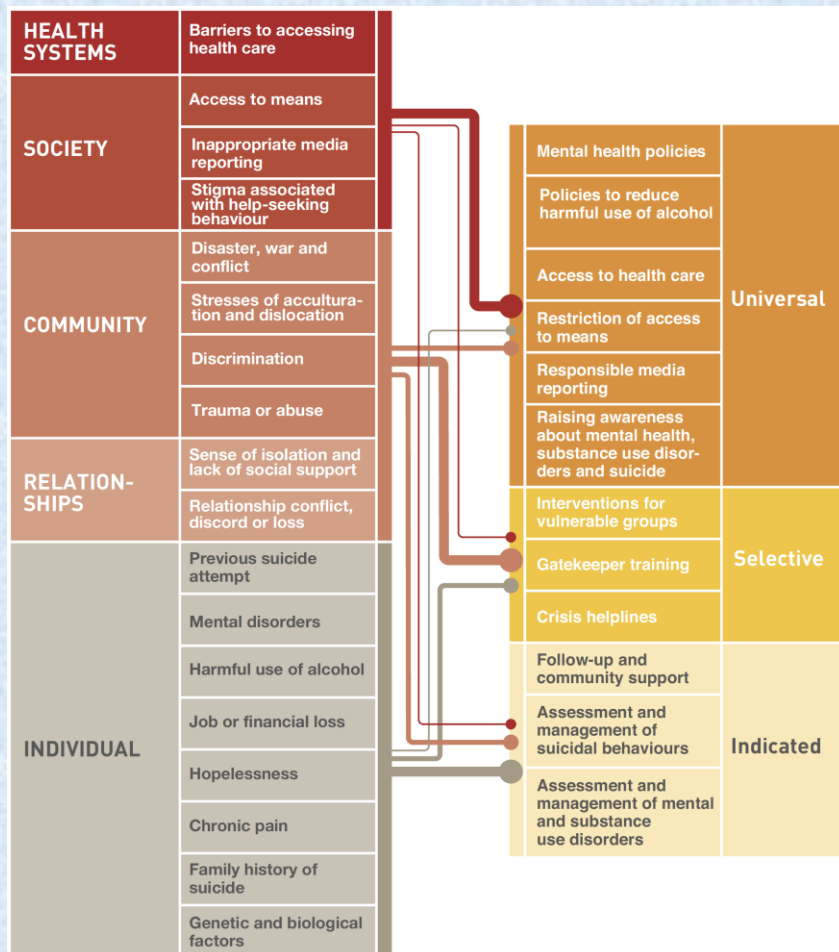 HEALTH
SYSTEMS
Barriers to accessing
health care
SOCIETY
Access to means
Inappropriate media
reporting
Stigma associated
with help-seeking
behaviour
COMMUNITY
Disaster, war and
conflict
Stresses of accultura-
tion and dislocation
Discrimination
Trauma or abuse
RELATION-
SHIPS
Sense of isolation and
lack of social support
Relationship conflict,
discord or loss
INDIVIDUAL
Previous suicide
attempt
Mental disorders
Harmful use of alcohol
Job or financial loss
Hopelessness
Chronic pain
Family history of
suicide
Genetic and biological
factors
Mental health policies
Policies to reduce
harmful use of alcohol
Access to health care
Restriction of access
to means
Responsible media
reporting
Raising awareness
about mental health,
substance use disor-
ders and suicide
Universal
Interventions for
vulnerable groups
Gatekeeper training
Crisis helplines
Selective
Follow-up and
community support
Assessment and
management of
suicidal behaviours
Assessment and
management of mental
and substance
use disorders
Indicated